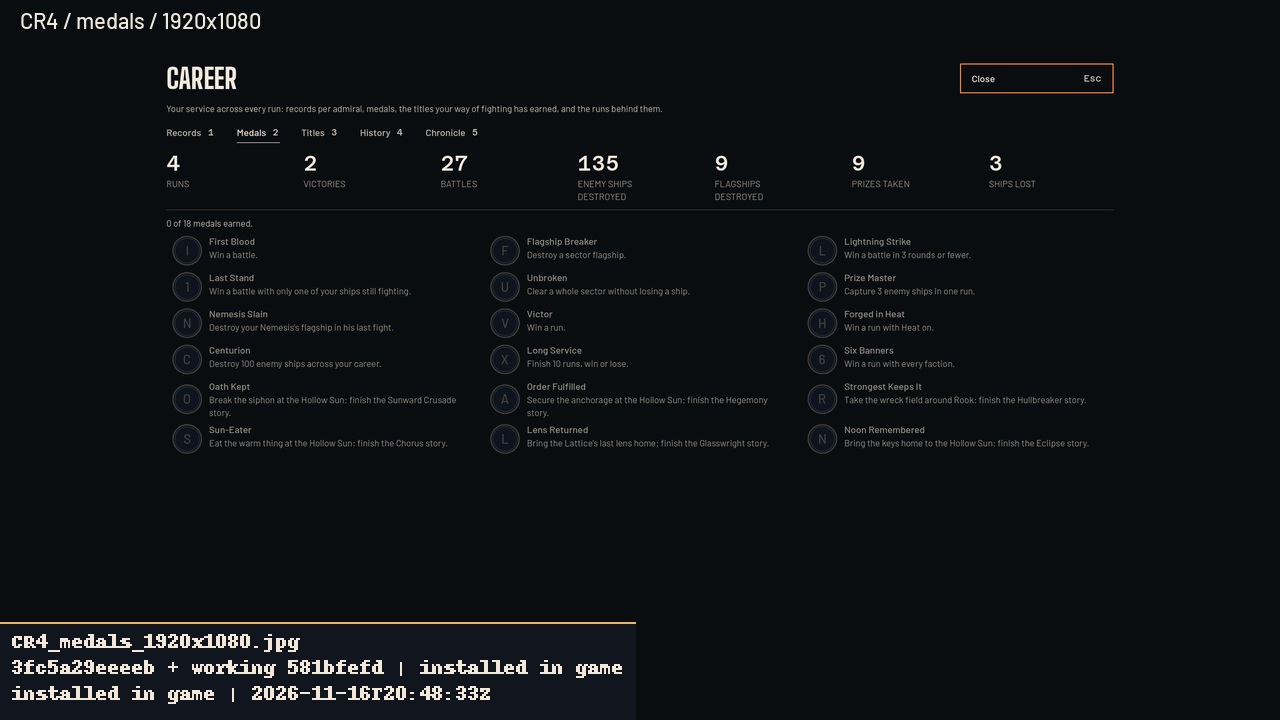 CR4 / medals / 1920x1080
CAREER
Close Esc
Your service across every run: records per admiral, medals, the titles your way of fighting has earned, and the runs behind them.
Records 1 Medals 2 Titles 3 History 4 Chronicle 5
4 2 27 135 9 9 3
RUNS VICTORIES BATTLES ENEMY SHIPS FLAGSHIPS PRIZES TAKEN SHIPS LOST
DESTROYED DESTROYED
0 of 18 medals earned.
I First Blood
Win a battle.
F Flagship Breaker
Destroy a sector flagship.
L Lightning Strike
Win a battle in 3 rounds or fewer.
1 Last Stand
Win a battle with only one of your ships still fighting.
U Unbroken
Clear a whole sector without losing a ship.
P Prize Master
Capture 3 enemy ships in one run.
N Nemesis Slain
Destroy your Nemesis's flagship in his last fight.
V Victor
Win a run.
H Forged in Heat
Win a run with Heat on.
C Centurion
Destroy 100 enemy ships across your career.
X Long Service
Finish 10 runs, win or lose.
6 Six Banners
Win a run with every faction.
O Oath Kept
Break the siphon at the Hollow Sun: finish the Sunward Crusade
story.
A Order Fulfilled
Secure the anchorage at the Hollow Sun: finish the Hegemony
story.
R Strongest Keeps It
Take the wreck field around Rook: finish the Hullbreaker story.
S Sun-Eater
Eat the warm thing at the Hollow Sun: finish the Chorus story.
L Lens Returned
Bring the Lattice's last lens home: finish the Glasswright story.
N Noon Remembered
Bring the keys home to the Hollow Sun: finish the Eclipse story.
CR4_medals_1920x1080.jpg
3fc5a29eeeeb + working 581bfefd | installed in game
installed in game | 2026-11-16T20:48:33Z